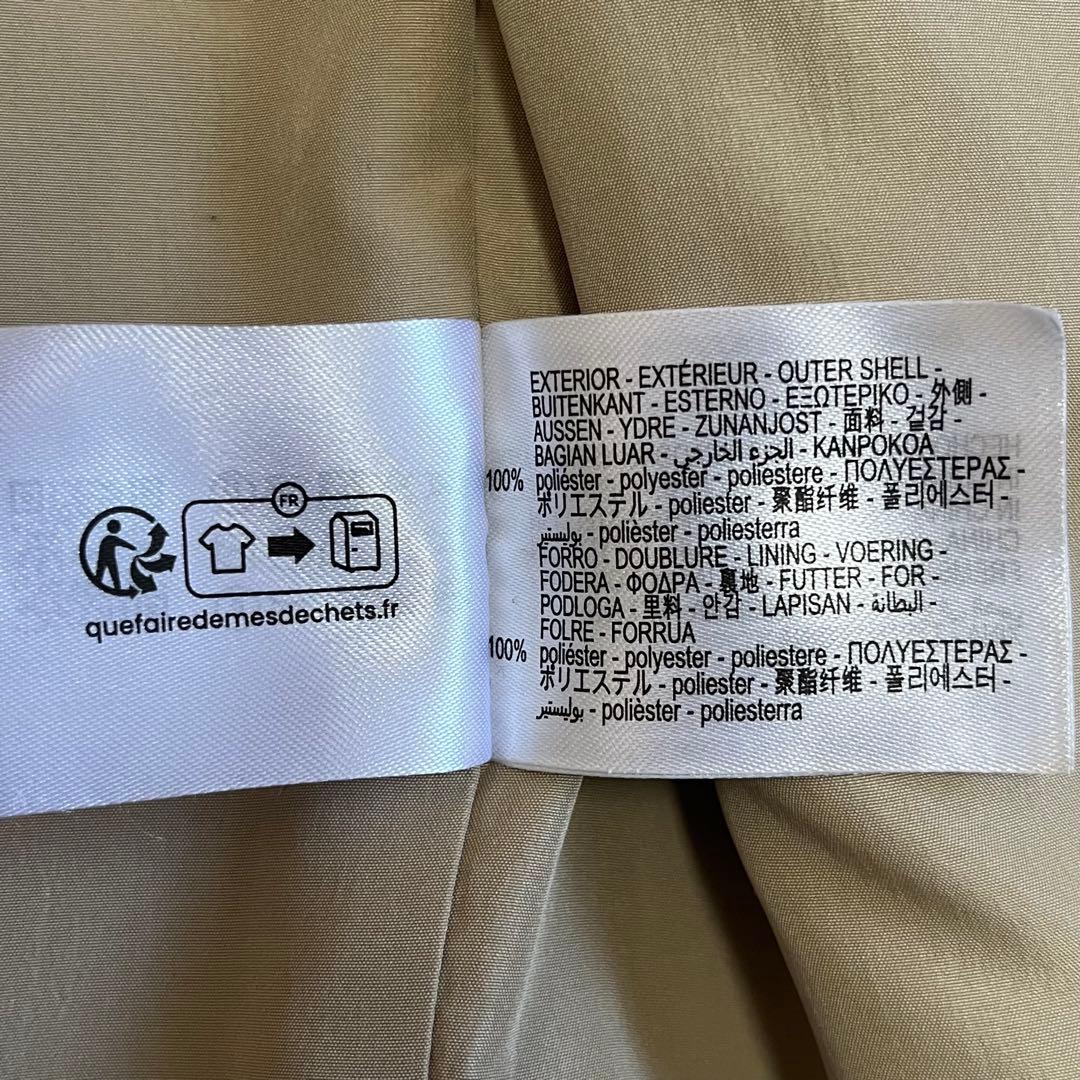 FR
quefairedemesdechets.fr
EXTERIOR - EXTÉRIEUR - OUTER SHELL -
BUITENKANT - ESTERNO - ΕΞΩΤΕΡΙΚΟ - 外側 -
AUSSEN - YDRE - ZUNANJOST - 面料 - 겉감 -
BAGIAN LUAR - الجزء الخارجي - KANPOKOA
100% poliéster - polyester - poliestere - ΠΟΛΥΕΣΤΕΡΑΣ -
ポリエステル - poliester - 聚酯纤维 - 폴리에스터 -
بوليستير - polièster - poliesterra
FORRO - DOUBLURE - LINING - VOERING -
FODERA - ΦΟΔΡΑ - 裏地 - FUTTER - FOR -
PODLOGA - 里料 - 안감 - LAPISAN - البطانة -
FOLRE - FORRUA
100% poliéster - polyester - poliestere - ΠΟΛΥΕΣΤΕΡΑΣ -
ポリエステル - poliester - 聚酯纤维 - 폴리에스터 -
بوليستير - polièster - poliesterra